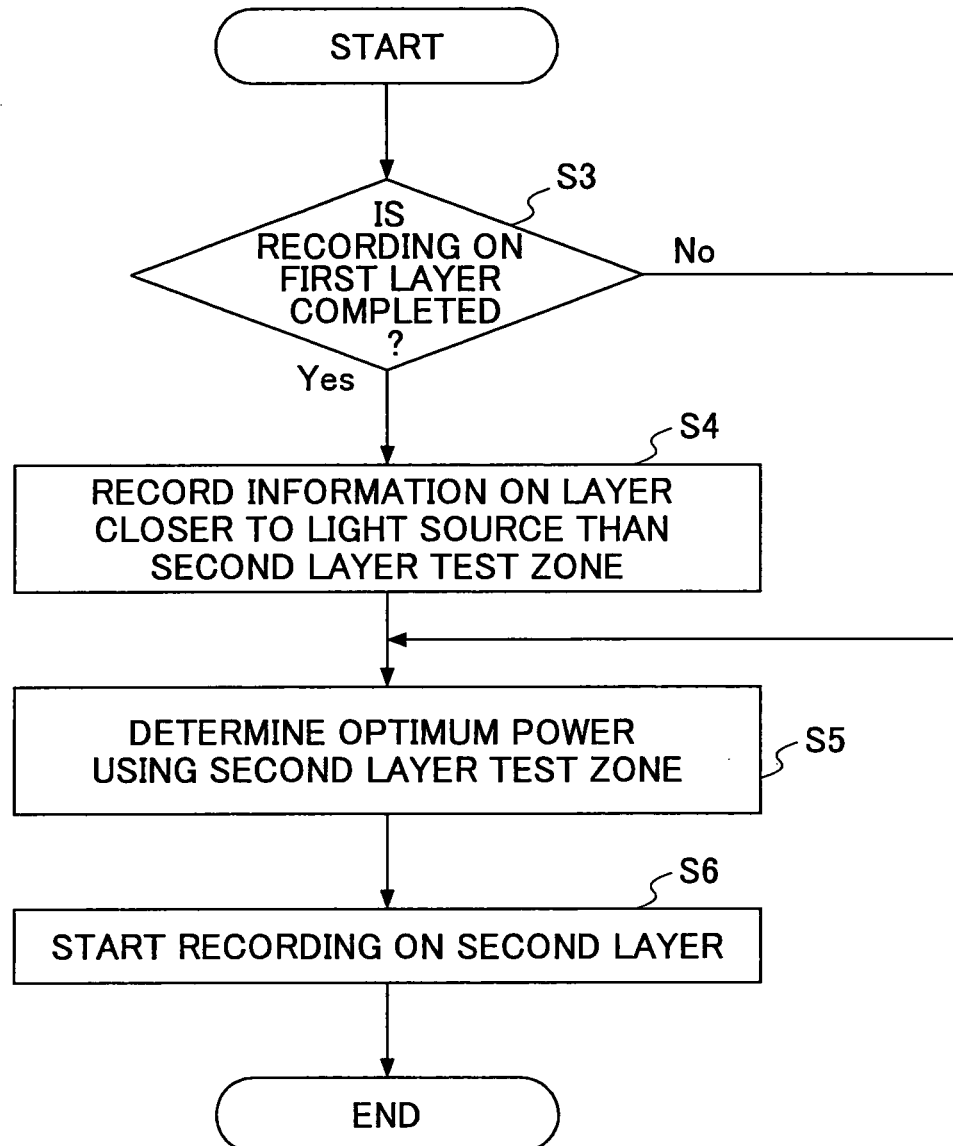 START
S3
IS
RECORDING ON
FIRST LAYER
COMPLETED
?
No
Yes
S4
RECORD INFORMATION ON LAYER
CLOSER TO LIGHT SOURCE THAN
SECOND LAYER TEST ZONE
DETERMINE OPTIMUM POWER
USING SECOND LAYER TEST ZONE
S5
S6
START RECORDING ON SECOND LAYER
END